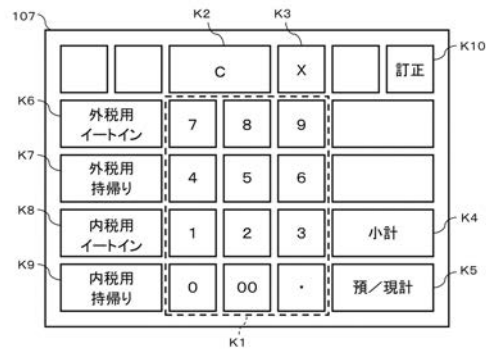 107
K2
K3
K10
C
X
訂正
K6
外税用
イートイン
7
8
9
K7
外税用
持帰り
4
5
6
K8
内税用
イートイン
1
2
3
小計
K4
K9
内税用
持帰り
0
00
・
預／現計
K5
K1